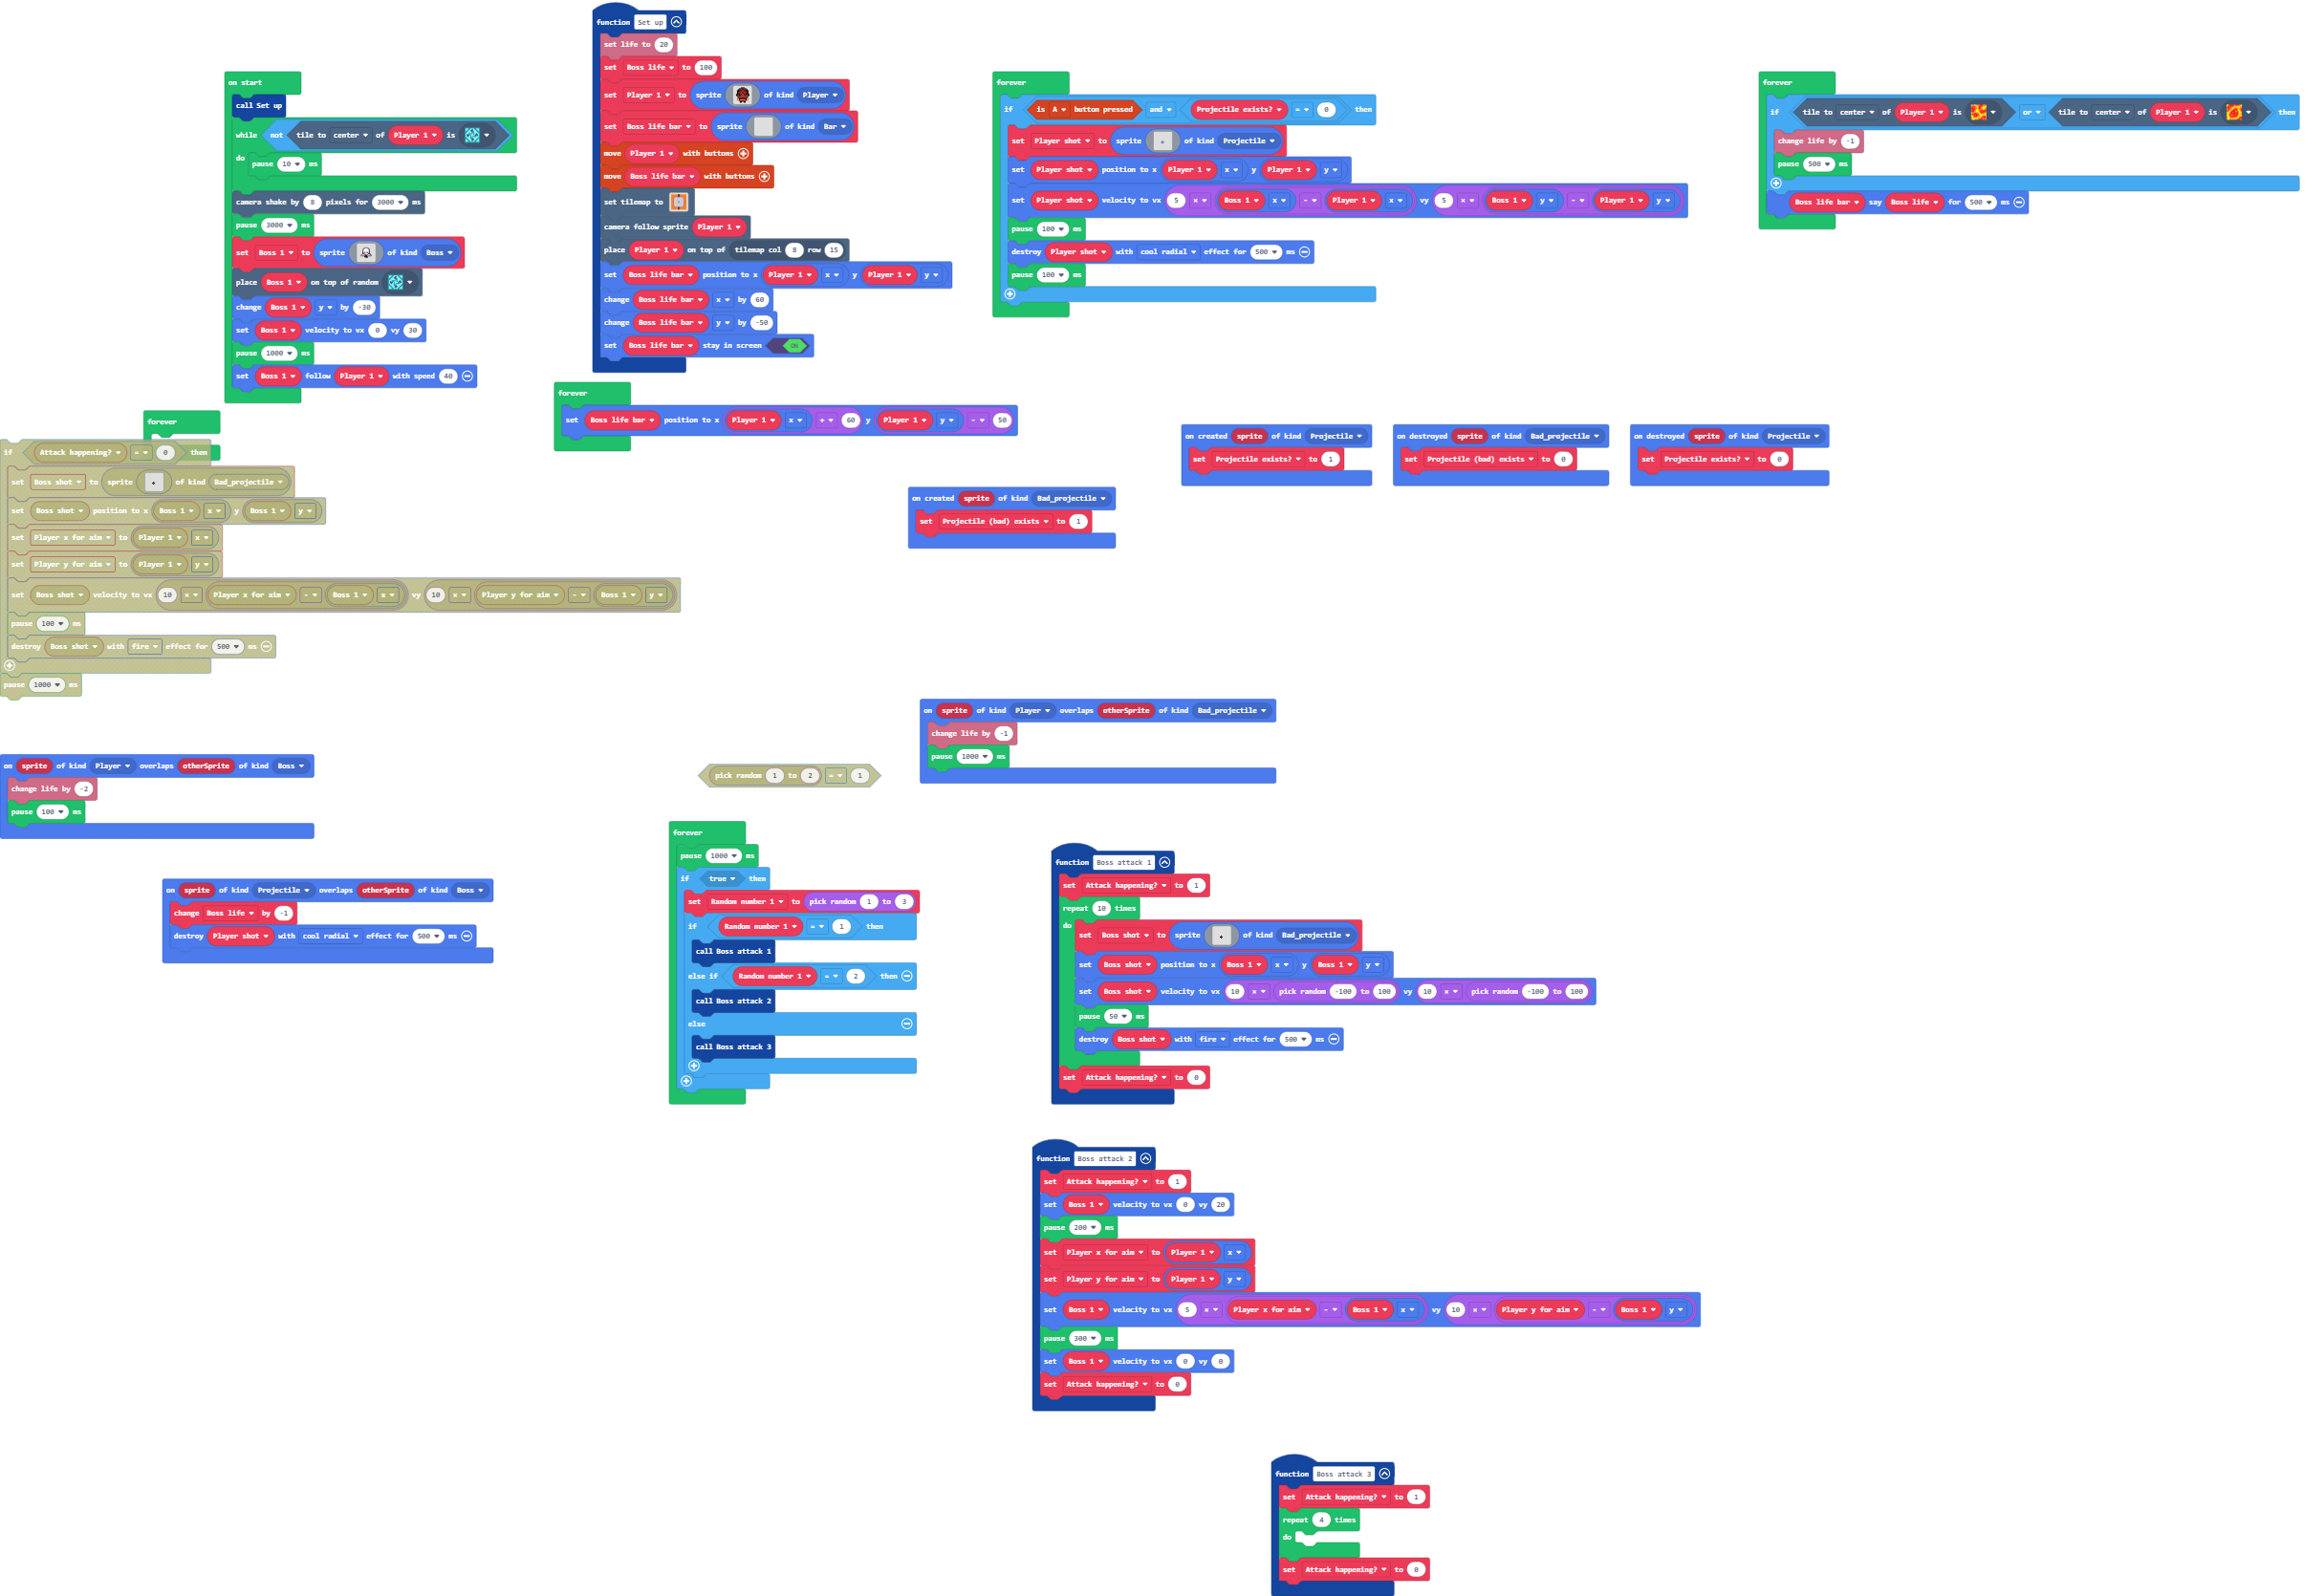 function Set up
set life to 20
set Boss life to 100
set Player 1 to sprite of kind Player
set Boss life bar to sprite of kind Bar
move Player 1 with buttons
move Boss life bar with buttons
set tilemap to
camera follow sprite Player 1
place Player 1 on top of tilemap col 8 row 15
set Boss life bar position to x Player 1 x y Player 1 y
change Boss life bar x by 60
change Boss life bar y by -50
set Boss life bar stay in screen ON
on start
call Set up
while not tile to center of Player 1 is
do
pause 10 ms
camera shake by 8 pixels for 3000 ms
pause 3000 ms
set Boss 1 to sprite of kind Boss
place Boss 1 on top of random
change Boss 1 y by -30
set Boss 1 velocity to vx 0 vy 30
pause 1000 ms
set Boss 1 follow Player 1 with speed 40
forever
if is A button pressed and Projectile exists? = 0 then
set Player shot to sprite of kind Projectile
set Player shot position to x Player 1 x y Player 1 y
set Player shot velocity to vx 5 × Boss 1 x - Player 1 x vy 5 × Boss 1 y - Player 1 y
pause 100 ms
destroy Player shot with cool radial effect for 500 ms
pause 100 ms
forever
if tile to center of Player 1 is or tile to center of Player 1 is then
change life by -1
pause 500 ms
Boss life bar say Boss life for 500 ms
forever
set Boss life bar position to x Player 1 x + 60 y Player 1 y - 50
forever
if Attack happening? = 0 then
set Boss shot to sprite of kind Bad_projectile
set Boss shot position to x Boss 1 x y Boss 1 y
set Player x for aim to Player 1 x
set Player y for aim to Player 1 y
set Boss shot velocity to vx 10 × Player x for aim - Boss 1 x vy 10 × Player y for aim - Boss 1 y
pause 100 ms
destroy Boss shot with fire effect for 500 ms
pause 1000 ms
on created sprite of kind Projectile
set Projectile exists? to 1
on destroyed sprite of kind Bad_projectile
set Projectile (bad) exists to 0
on destroyed sprite of kind Projectile
set Projectile exists? to 0
on created sprite of kind Bad_projectile
set Projectile (bad) exists to 1
on sprite of kind Player overlaps otherSprite of kind Bad_projectile
change life by -1
pause 1000 ms
on sprite of kind Player overlaps otherSprite of kind Boss
change life by -2
pause 100 ms
pick random 1 to 2 = 1
on sprite of kind Projectile overlaps otherSprite of kind Boss
change Boss life by -1
destroy Player shot with cool radial effect for 500 ms
forever
pause 1000 ms
if true then
set Random number 1 to pick random 1 to 3
if Random number 1 = 1 then
call Boss attack 1
else if Random number 1 = 2 then
call Boss attack 2
else
call Boss attack 3
function Boss attack 1
set Attack happening? to 1
repeat 10 times
do
set Boss shot to sprite of kind Bad_projectile
set Boss shot position to x Boss 1 x y Boss 1 y
set Boss shot velocity to vx 10 × pick random -100 to 100 vy 10 × pick random -100 to 100
pause 50 ms
destroy Boss shot with fire effect for 500 ms
set Attack happening? to 0
function Boss attack 2
set Attack happening? to 1
set Boss 1 velocity to vx 0 vy 20
pause 200 ms
set Player x for aim to Player 1 x
set Player y for aim to Player 1 y
set Boss 1 velocity to vx 5 × Player x for aim - Boss 1 x vy 10 × Player y for aim - Boss 1 y
pause 300 ms
set Boss 1 velocity to vx 0 vy 0
set Attack happening? to 0
function Boss attack 3
set Attack happening? to 1
repeat 4 times
do
set Attack happening? to 0